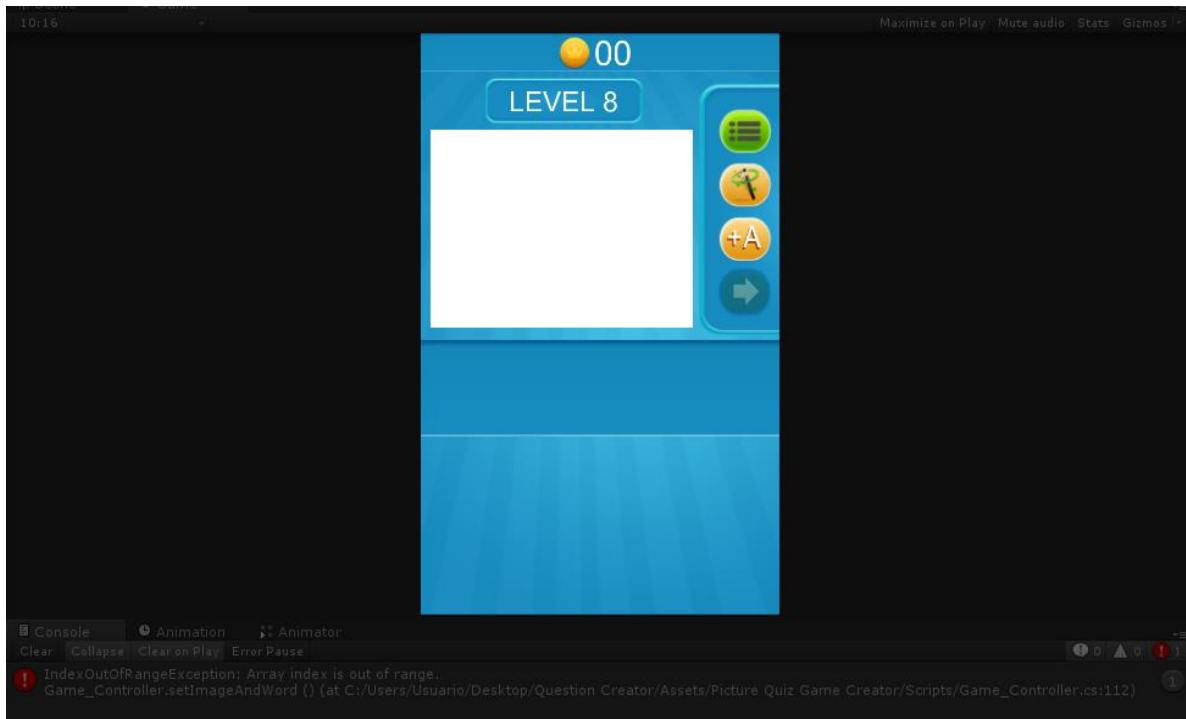 10:16
Maximize on Play Mute audio Stats Gizmos
00
LEVEL 8
+A
Console Animation Animator
Clear Collapse Clear on Play Error Pause 0 0 1
IndexOutOfRangeException: Array index is out of range.
Game_Controller.setImageAndWord () (at C:/Users/Usuario/Desktop/Question Creator/Assets/Picture Quiz Game Creator/Scripts/Game_Controller.cs:112) 1